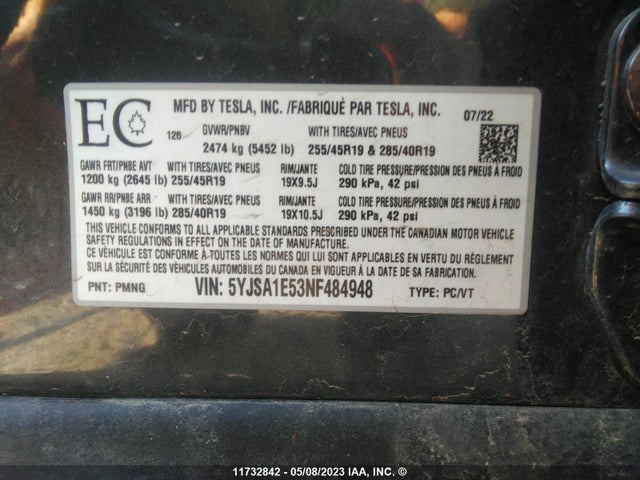 EC
MFD BY TESLA, INC. /FABRIQUÈ PAR TESLA, INC. 07/22
126 GVWR/PNBV WITH TIRES/AVEC PNEUS
2474 kg (5452 lb) 255/45R19 & 285/40R19
GAWR FRT/PNBE AVT WITH TIRES/AVEC PNEUS RIM/JANTE COLD TIRE PRESSURE/PRESSION DES PNEUS À FROID
1200 kg (2645 lb) 255/45R19 19X9.5J 290 kPa, 42 psi
GAWR RR/PNBE ARR WITH TIRES/AVEC PNEUS RIM/JANTE COLD TIRE PRESSURE/PRESSION DES PNEUS À FROID
1450 kg (3196 lb) 285/40R19 19X10.5J 290 kPa, 42 psi
THIS VEHICLE CONFORMS TO ALL APPLICABLE STANDARDS PRESCRIBED UNDER THE CANADIAN MOTOR VEHICLE
SAFETY REGULATIONS IN EFFECT ON THE DATE OF MANUFACTURE.
CE VÉHICULE EST CONFORME À TOUTES LES NORMES QUI LUI SONT APPLICABLES EN VERTU DU RÈGLEMENT
SUR LA SÉCURITÉ DES VÉHICULES AUTOMOBILES DU CANADA EN VIGUEUR À LA DATE DE SA FABRICATION.
PNT: PMNG VIN: 5YJSA1E53NF484948 TYPE: PC/VT
11732842 - 05/08/2023 IAA, INC. ©